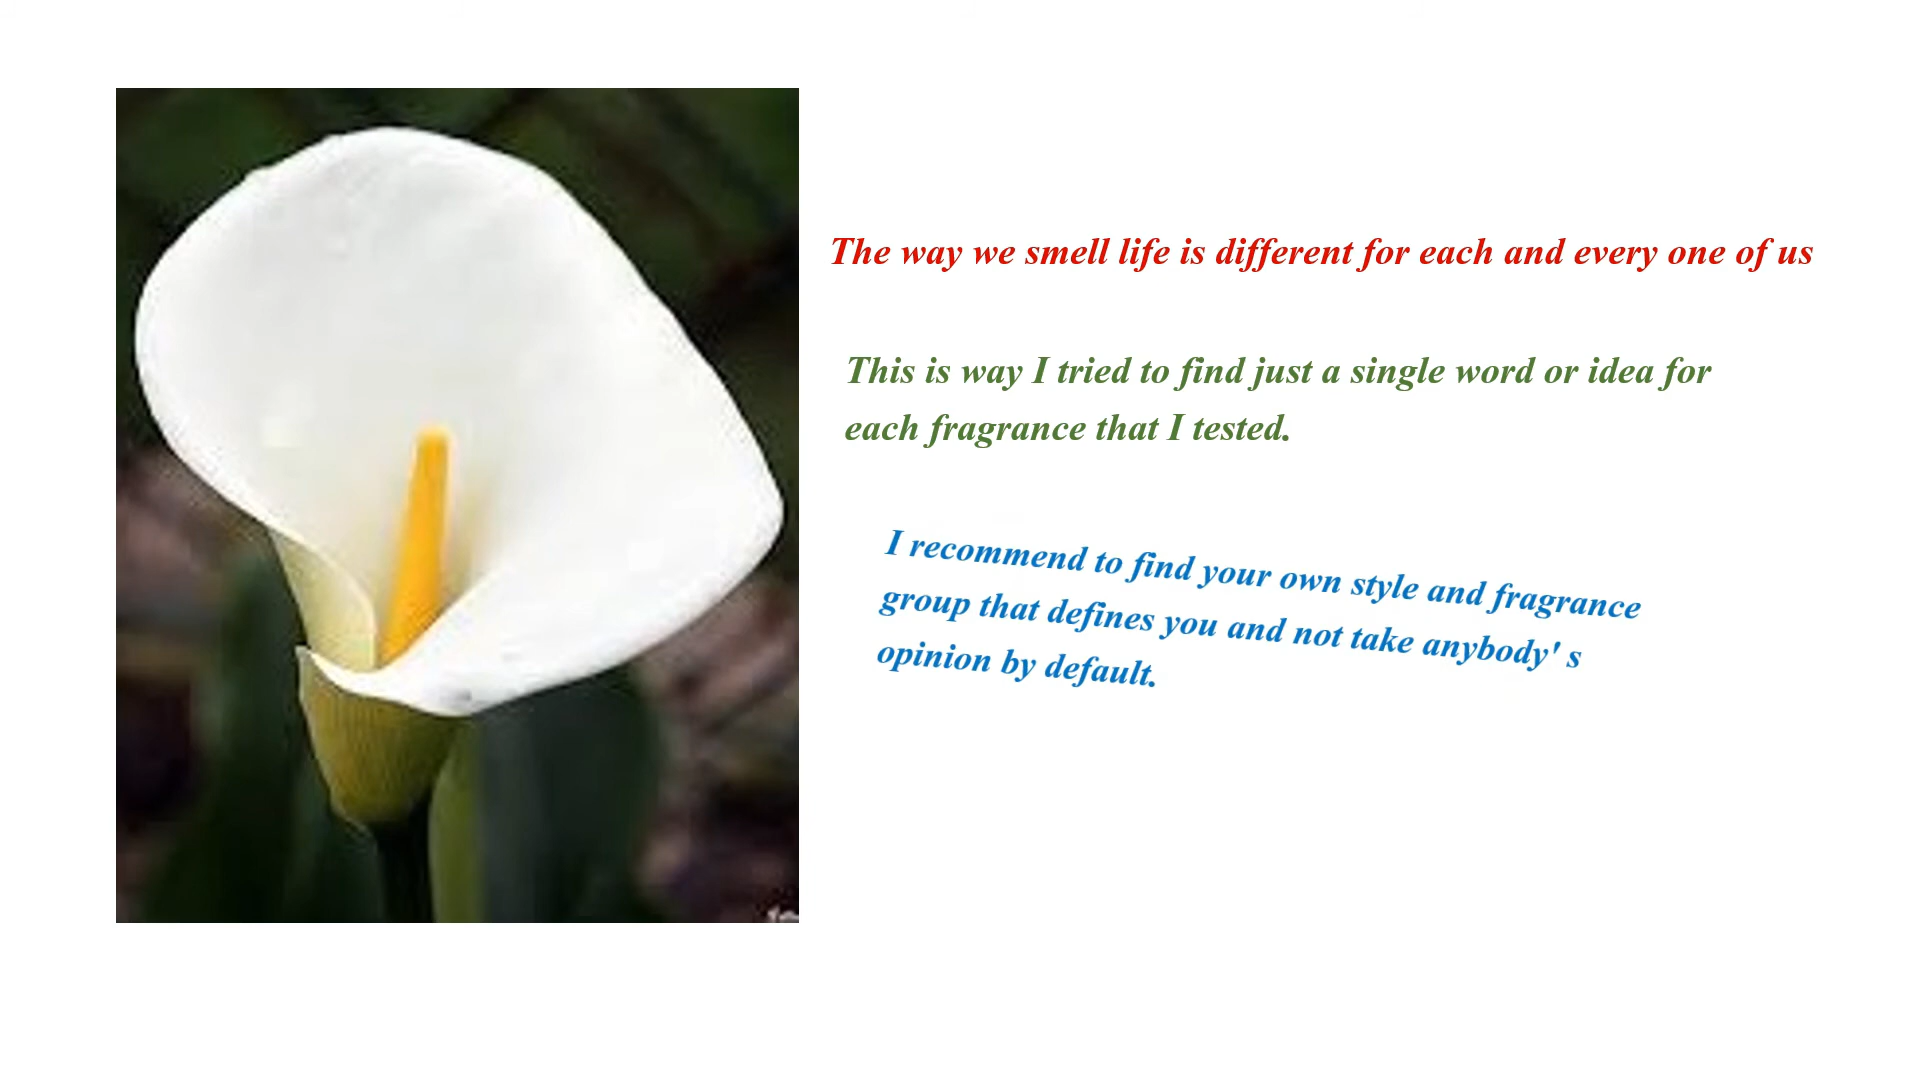 The way we smell life is different for each and every one of us
This is way I tried to find just a single word or idea for
each fragrance that I tested.
I recommend to find your own style and fragrance
group that defines you and not take anybody' s
opinion by default.